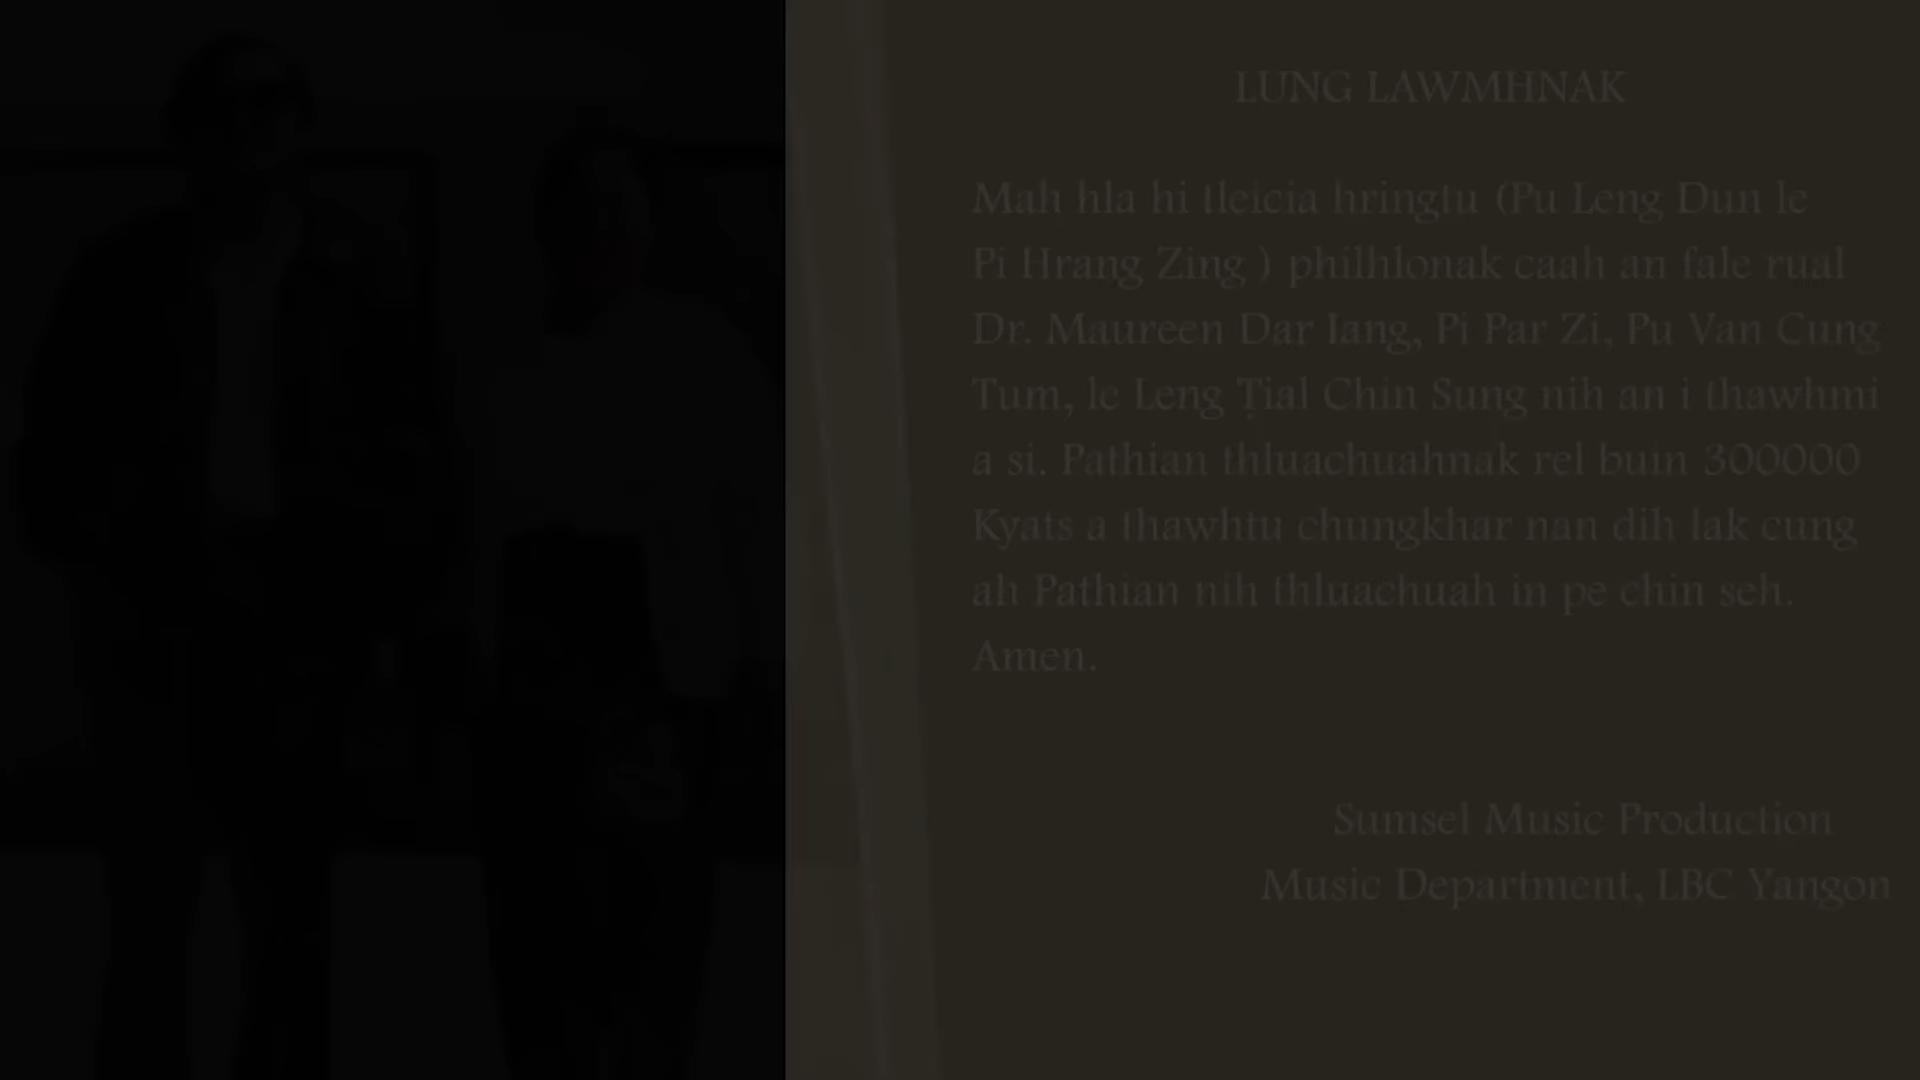 LUNG LAWMHNAK
Mah hla hi tleicia hringtu (Pu Leng Dun le
Pi Hrang Zing ) philhlonak caah an fale rual
Dr. Maureen Dar Iang, Pi Par Zi, Pu Van Cung
Tum, le Leng Ṭial Chin Sung nih an i thawhmi
a si. Pathian thluachuahnak rel buin 300000
Kyats a thawhtu chungkhar nan dih lak cung
ah Pathian nih thluachuah in pe chin seh.
Amen.
Sumsel Music Production
Music Department, LBC Yangon